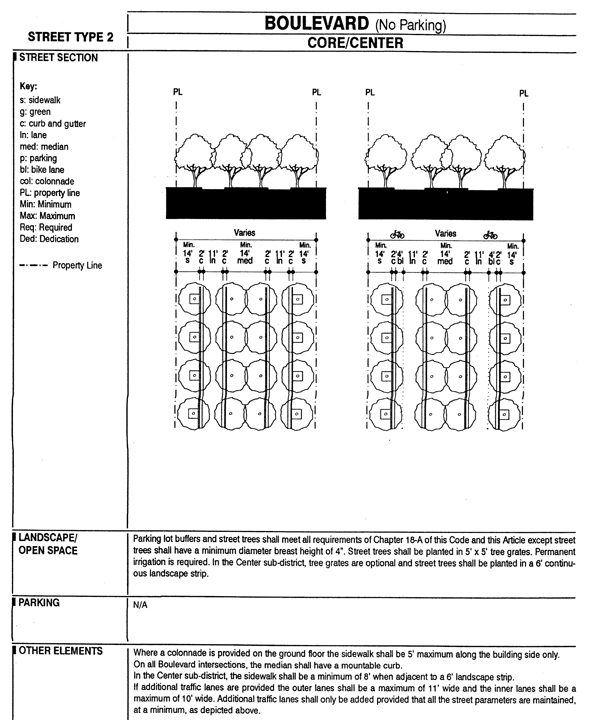 STREET TYPE 2
BOULEVARD (No Parking)
CORE/CENTER
STREET SECTION
Key:
s: sidewalk
g: green
c: curb and gutter
ln: lane
med: median
p: parking
bl: bike lane
col: colonnade
PL: property line
Min: Minimum
Max: Maximum
Req: Required
Ded: Dedication
Property Line
PL PL PL PL
Varies Varies
Min. Min. Min. Min. Min. Min.
14' 2' 11' 2' 14' 2' 11' 2' 14' 14' 2' 4' 11' 2' 14' 2' 11' 4' 2' 14'
s c ln c med c ln c s s c bl ln c med c ln bl c s
LANDSCAPE/
OPEN SPACE
Parking lot buffers and street trees shall meet all requirements of Chapter 18-A of this Code and this Article except street
trees shall have a minimum diameter breast height of 4". Street trees shall be planted in 5' x 5' tree grates. Permanent
irrigation is required. In the Center sub-district, tree grates are optional and street trees shall be planted in a 6' continu-
ous landscape strip.
PARKING
N/A
OTHER ELEMENTS
Where a colonnade is provided on the ground floor the sidewalk shall be 5' maximum along the building side only.
On all Boulevard intersections, the median shall have a mountable curb.
In the Center sub-district, the sidewalk shall be a minimum of 8' when adjacent to a 6' landscape strip.
If additional traffic lanes are provided the outer lanes shall be a maximum of 11' wide and the inner lanes shall be a
maximum of 10' wide. Additional traffic lanes shall only be added provided that all the street parameters are maintained,
at a minimum, as depicted above.